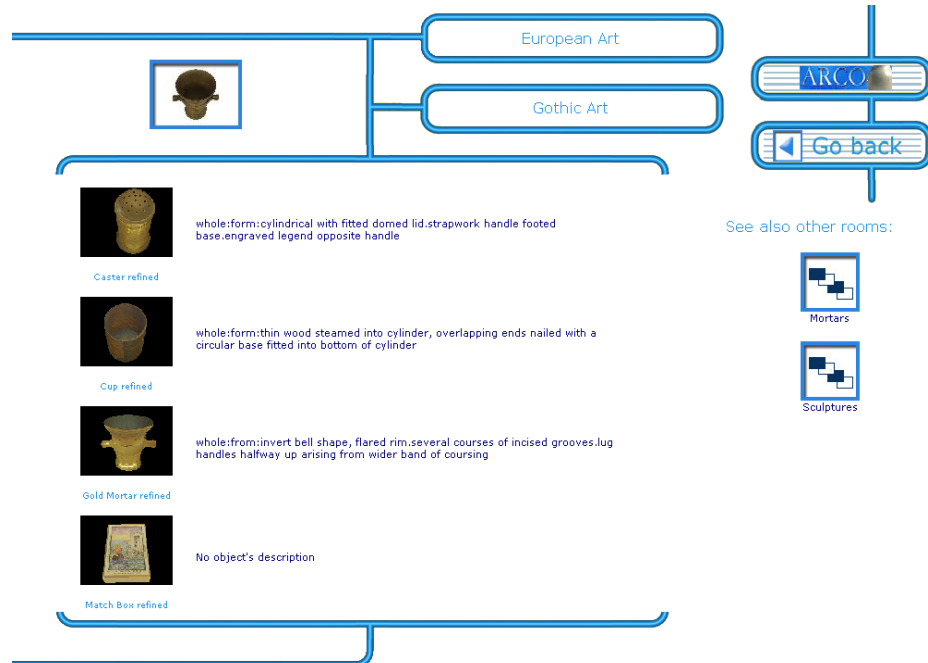 European Art
Gothic Art
ARCO
Go back
whole:form:cylindrical with fitted domed lid.strapwork handle footed
base.engraved legend opposite handle
Caster refined
whole:form:thin wood steamed into cylinder, overlapping ends nailed with a
circular base fitted into bottom of cylinder
Cup refined
whole:from:invert bell shape, flared rim.several courses of incised grooves.lug
handles halfway up arising from wider band of coursing
Gold Mortar refined
No object's description
Match Box refined
See also other rooms:
Mortars
Sculptures